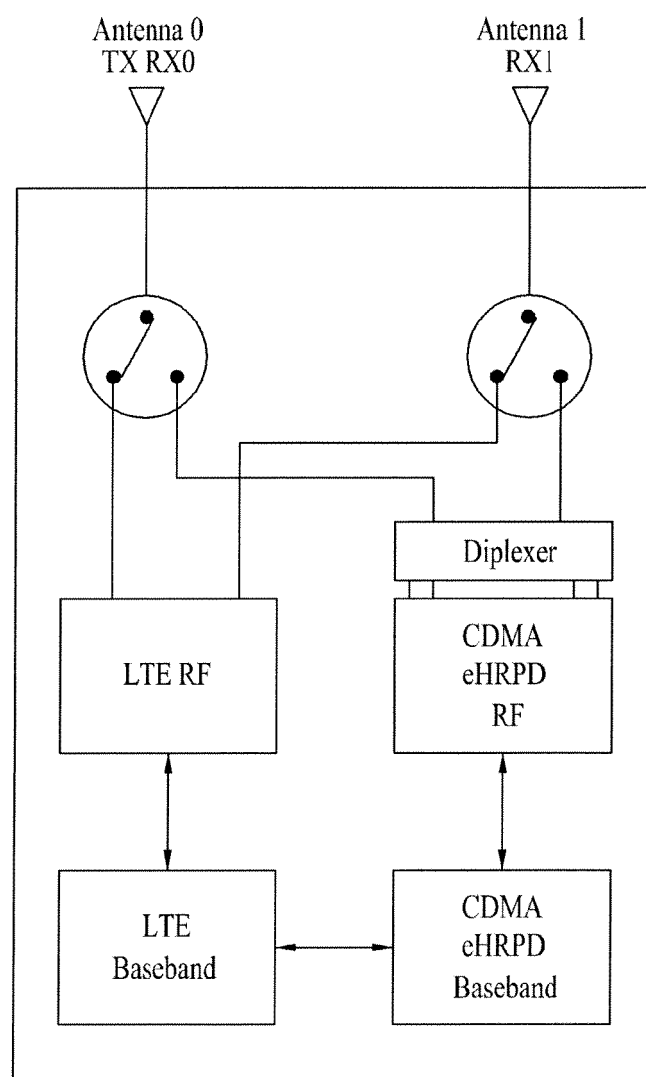 Antenna 0
TX RX0
Antenna 1
RX1
Diplexer
LTE RF
CDMA
eHRPD
RF
LTE
Baseband
CDMA
eHRPD
Baseband